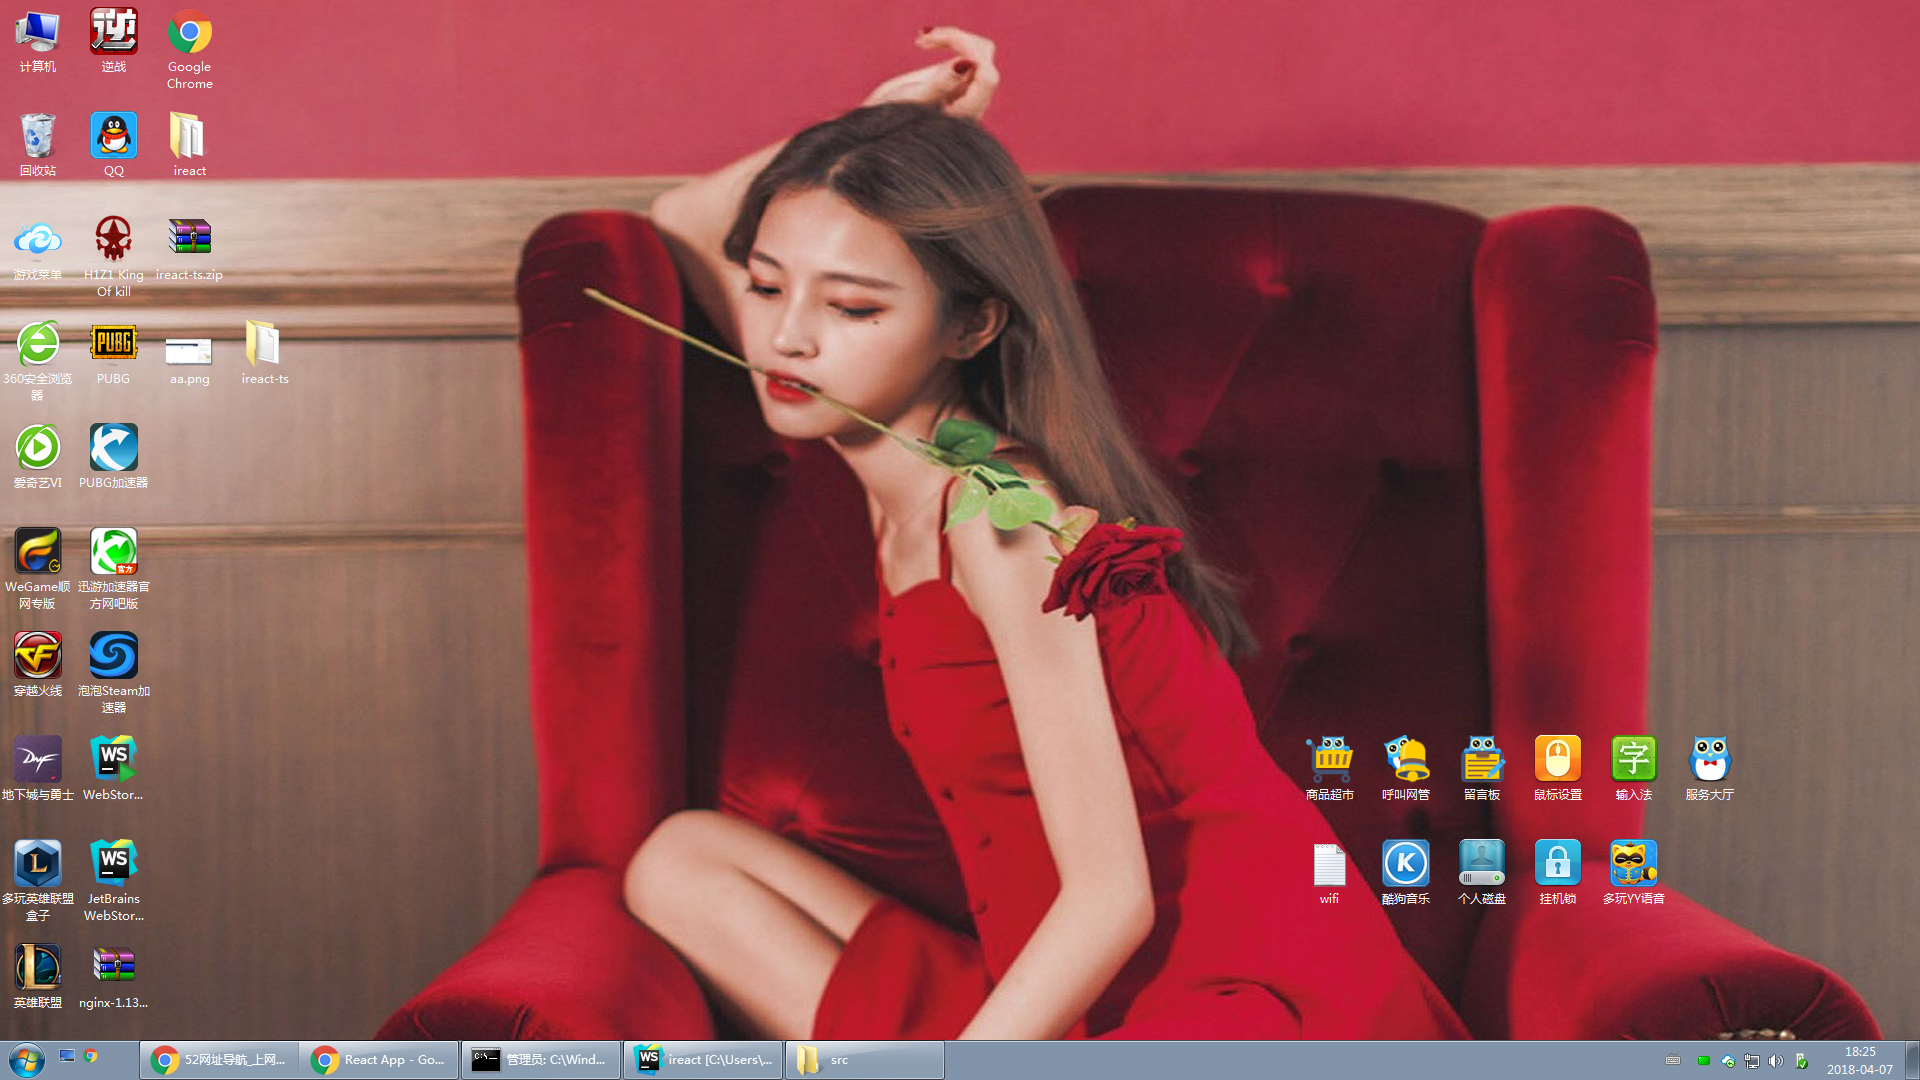 计算机
逆战
Google
Chrome
回收站
QQ
ireact
游戏菜单
H1Z1 King
Of kill
ireact-ts.zip
360安全浏览
器
PUBG
PUBG
aa.png
ireact-ts
爱奇艺VI
PUBG加速器
WeGame顺
网专版
官方
迅游加速器官
方网吧版
穿越火线
泡泡Steam加
速器
地下城与勇士
WS
WebStor...
多玩英雄联盟
盒子
WS
JetBrains
WebStor...
英雄联盟
nginx-1.13...
商品超市
呼叫网管
留言板
鼠标设置
字
输入法
服务大厅
wifi
K
酷狗音乐
个人磁盘
挂机锁
多玩YY语音
52网址导航_上网...
React App - Go...
管理员: C:\Wind...
WS
ireact [C:\Users\...
src
18:25
2018-04-07